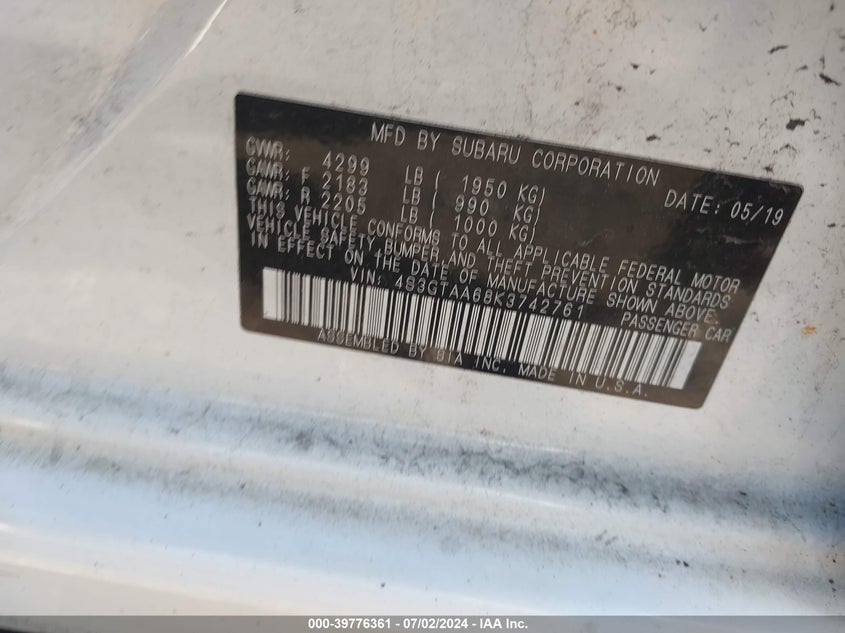 MFD BY SUBARU CORPORATION
DATE: 05/19
GVWR: 4299 LB ( 1950 KG)
GAWR: F 2183 LB ( 990 KG)
GAWR: R 2205 LB ( 1000 KG)
THIS VEHICLE CONFORMS TO ALL APPLICABLE FEDERAL MOTOR
VEHICLE SAFETY, BUMPER, AND THEFT PREVENTION STANDARDS
IN EFFECT ON THE DATE OF MANUFACTURE SHOWN ABOVE.
VIN: 4S3GTAA68K3742761 PASSENGER CAR
ASSEMBLED BY SIA INC. MADE IN U.S.A.
000-39776361 - 07/02/2024 - IAA Inc.